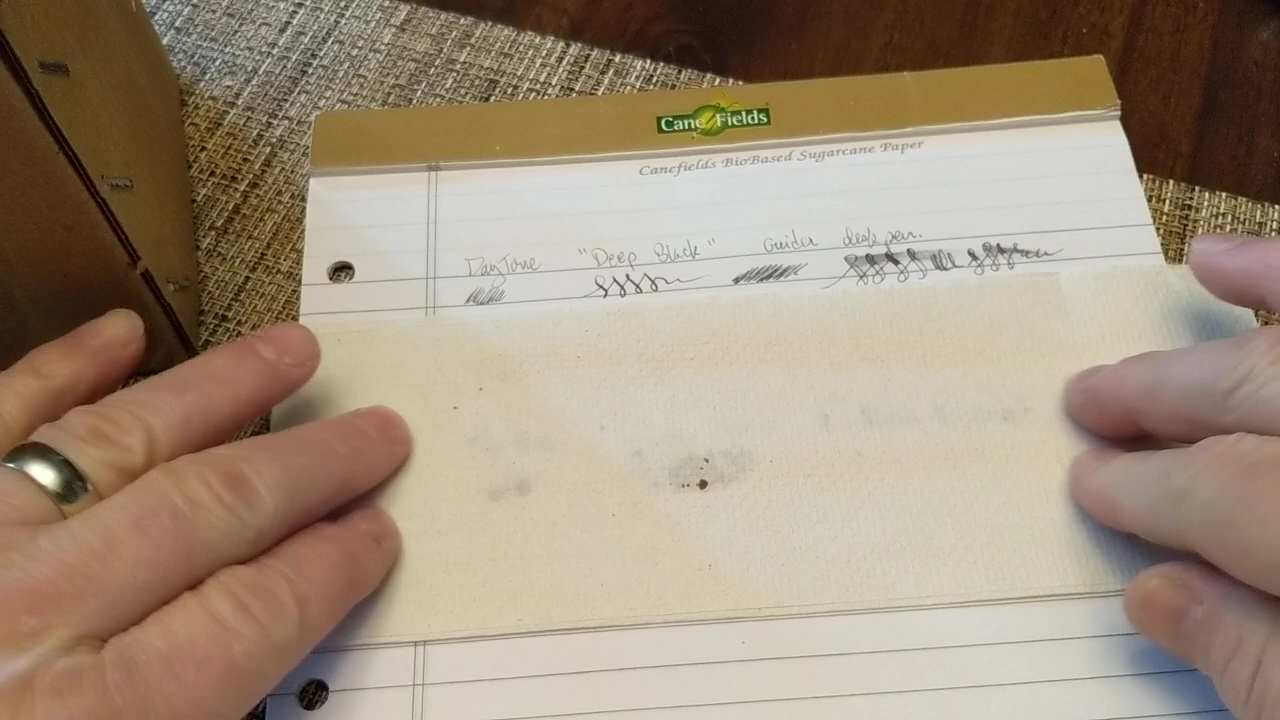 Cane Fields
Canefields BioBased Sugarcane Paper
DayTone "Deep Black" Guider desk pen.